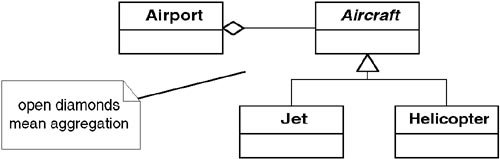 Airport
Aircraft
open diamonds
mean aggregation
Jet
Helicopter